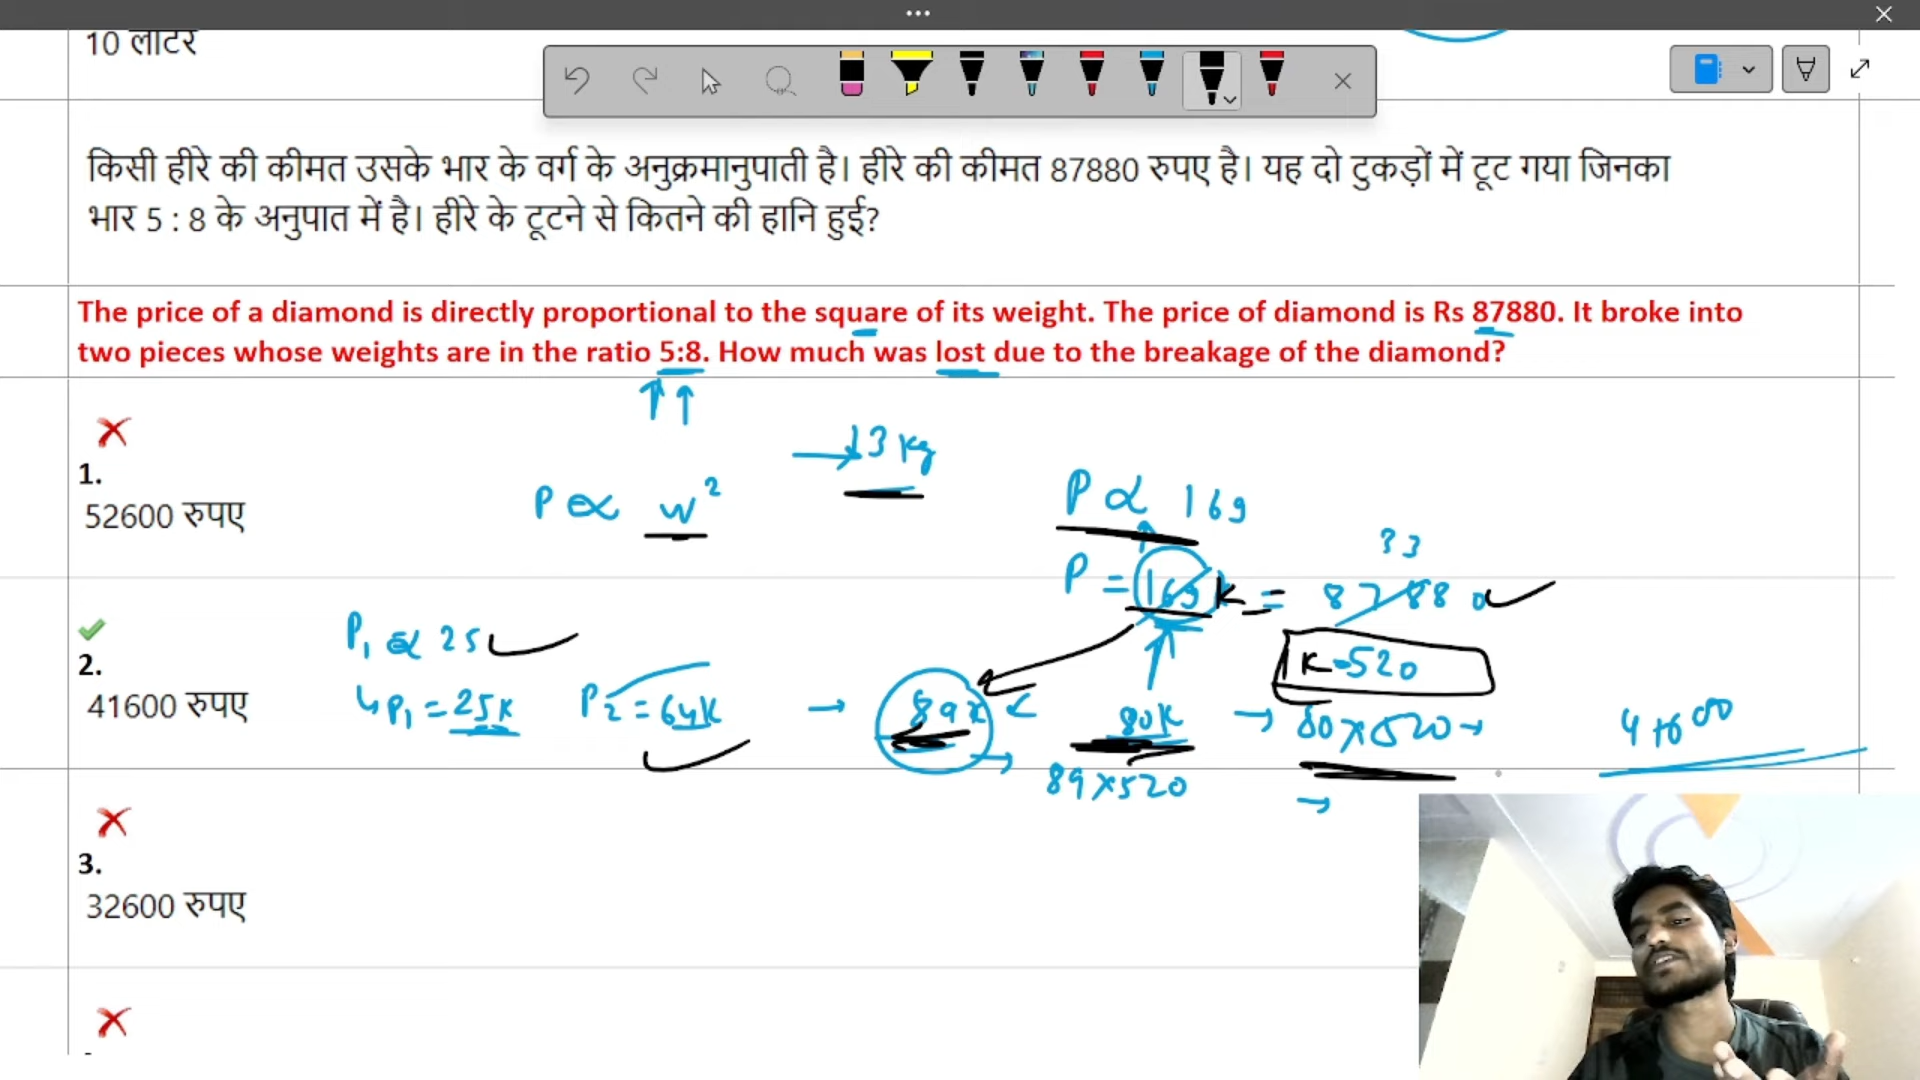 10 लीटर
किसी हीरे की कीमत उसके भार के वर्ग के अनुक्रमानुपाती है। हीरे की कीमत 87880 रुपए है। यह दो टुकड़ों में टूट गया जिनका
भार 5 : 8 के अनुपात में है। हीरे के टूटने से कितने की हानि हुई?
The price of a diamond is directly proportional to the square of its weight. The price of diamond is Rs 87880. It broke into
two pieces whose weights are in the ratio 5:8. How much was lost due to the breakage of the diamond?
→ 13 kg
1.
P ∝ w²
P ∝ 169
52600 रुपए
P = 169 K = 87880
2.
P₁ ∝ 25
K = 520
41600 रुपए
P₁ = 25K P₂ = 64K → 89K 80K → 80×520 → 41600
→ 89×520 →
3.
32600 रुपए